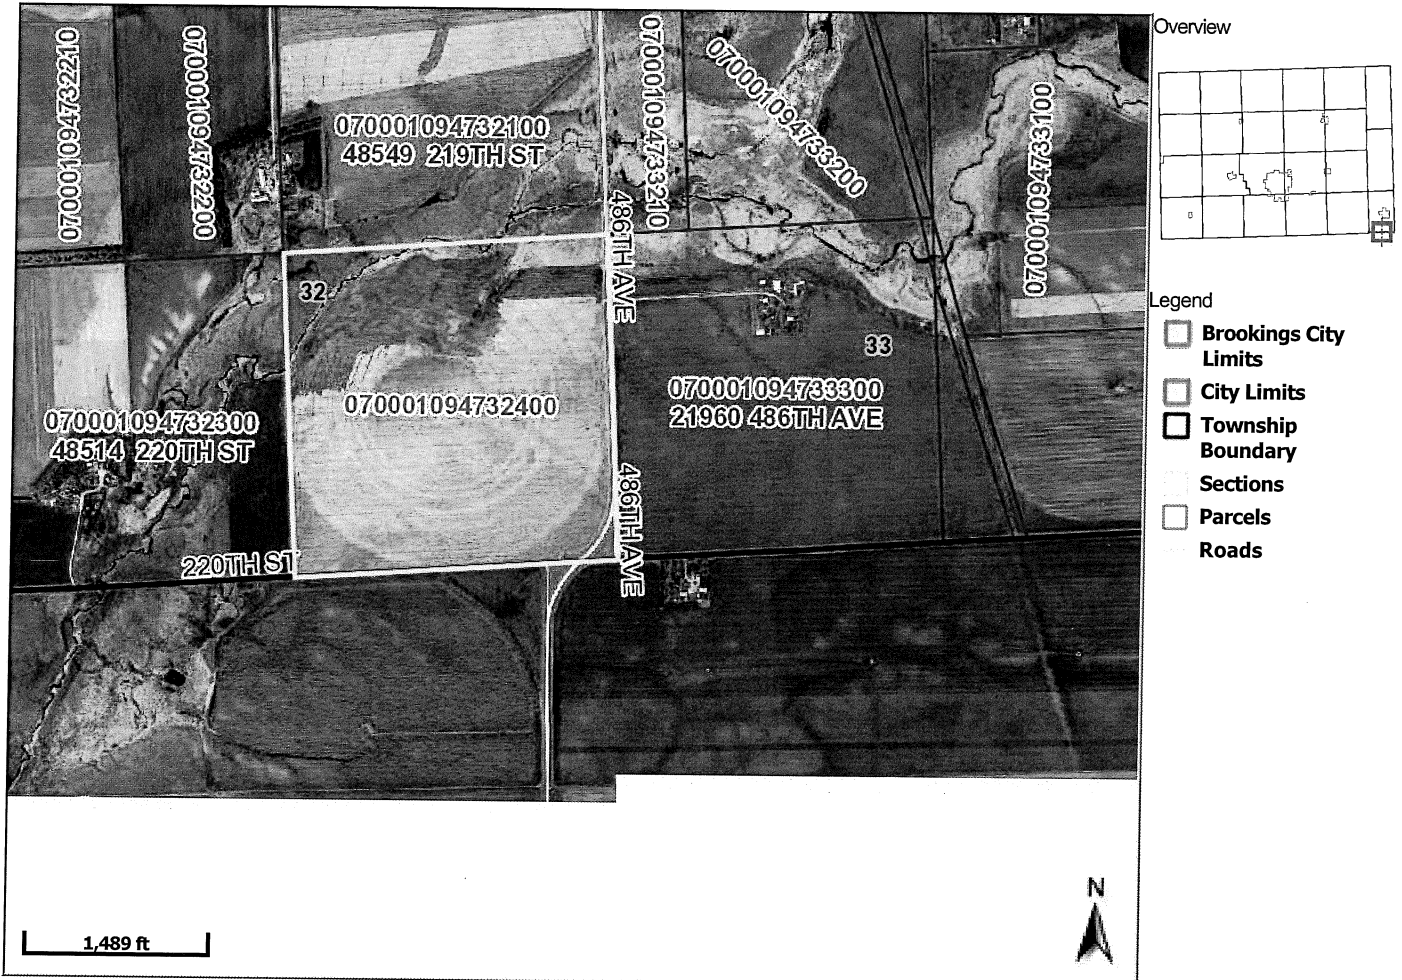 070001094732210
070001094732200
070001094732100
48549 219TH ST
070001094733210
070001094733200
070001094733100
486TH AVE
32
33
070001094732300
48514 220TH ST
070001094732400
070001094733300
21960 486TH AVE
486TH AVE
220TH ST
1,489 ft
N
Overview
Legend
Brookings City
Limits
City Limits
Township
Boundary
Sections
Parcels
Roads